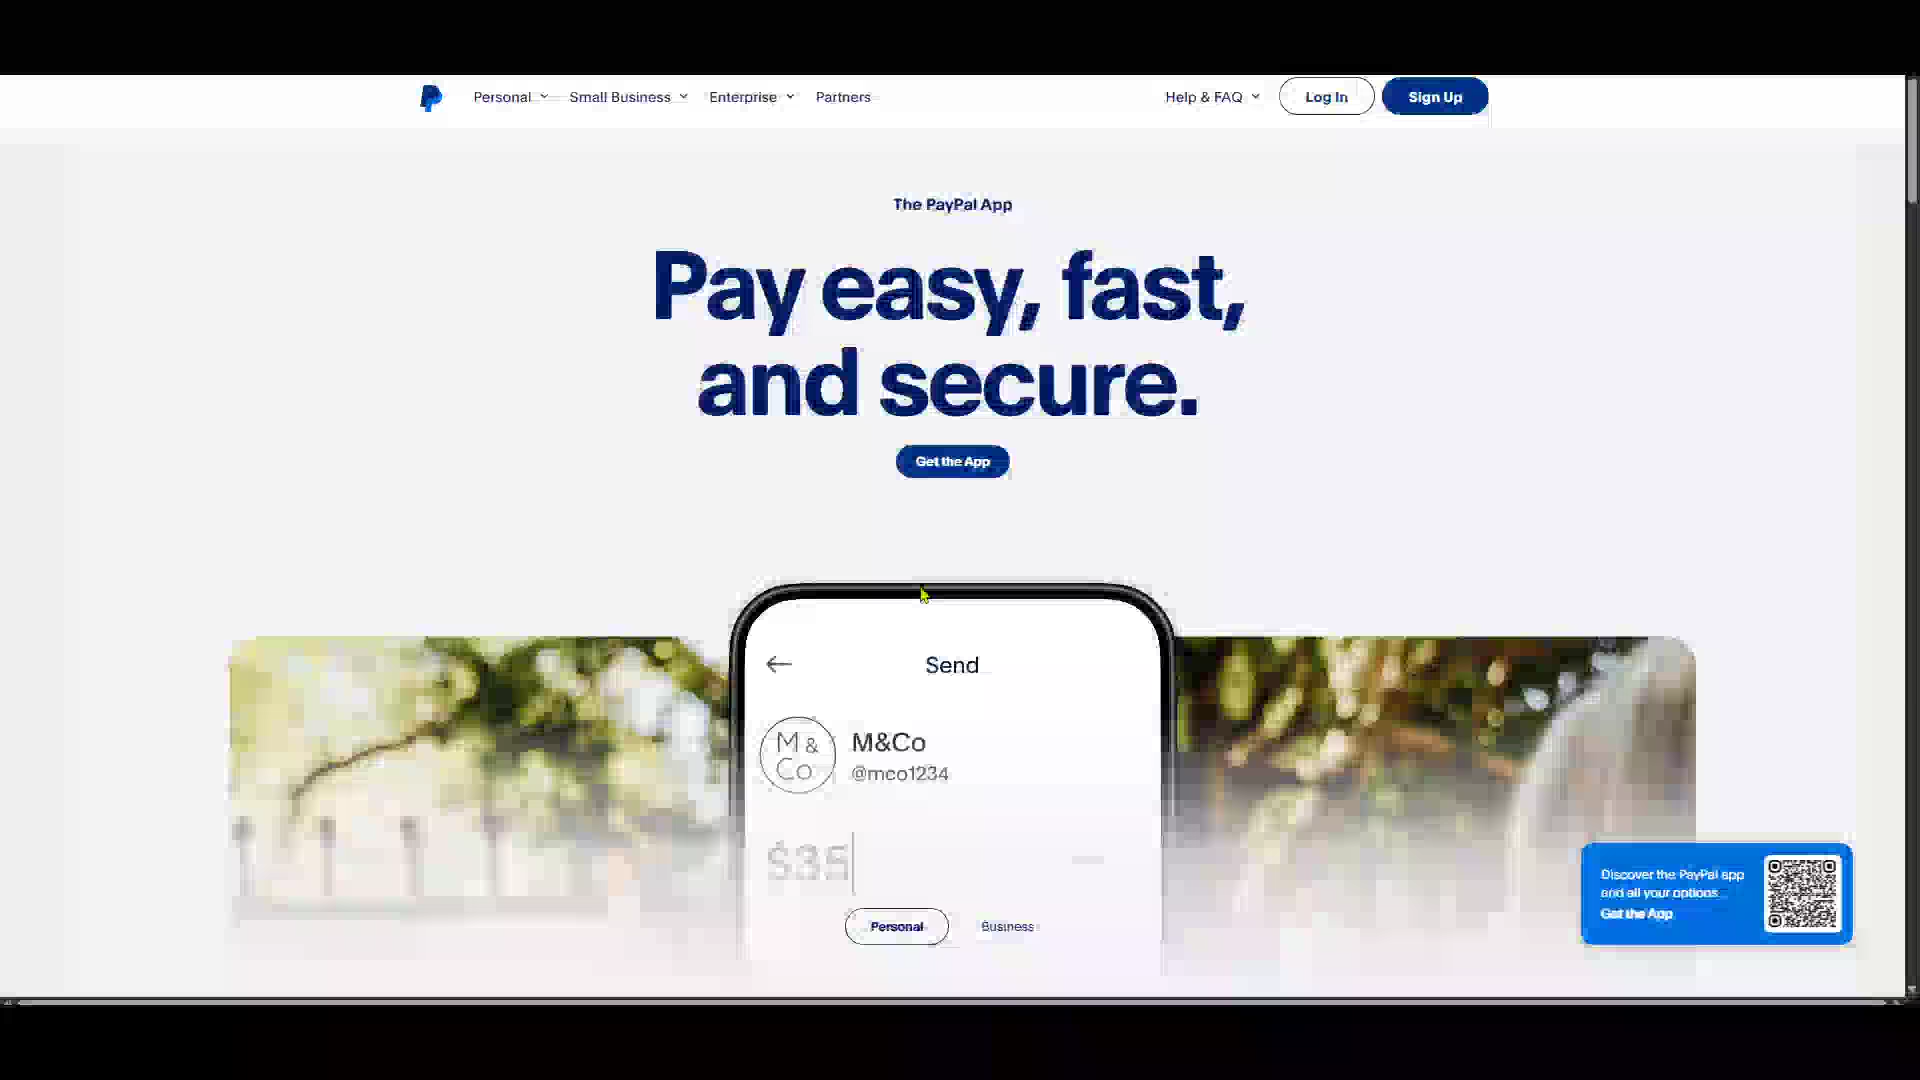 Personal Small Business Enterprise Partners Help & FAQ Log In Sign Up
The PayPal App
Pay easy, fast,
and secure.
Get the App
Send
M & Co
M&Co
@mco1234
$35
Personal Business
Discover the PayPal app
and all your options.
Get the App